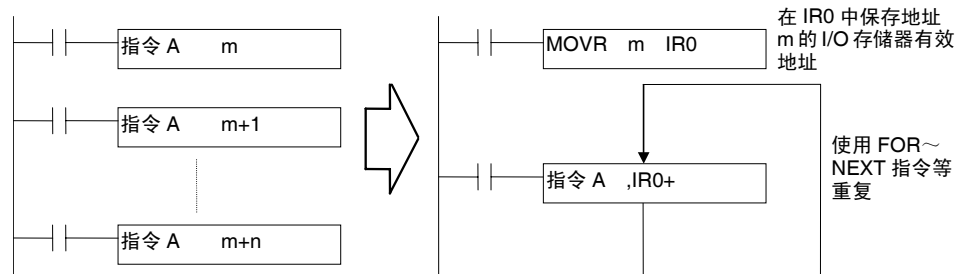 指令 A m
指令 A m+1
指令 A m+n
MOVR m IR0
在 IR0 中保存地址
m 的 I/O 存储器有效
地址
指令 A ,IR0+
使用 FOR～
NEXT 指令等
重复